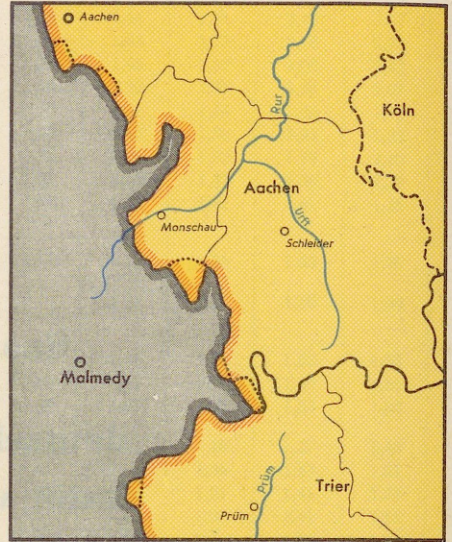 Aachen
Köln
Rur
Aachen
Urft
Monschau
Schleider
Malmedy
Prüm
Trier
Prüm